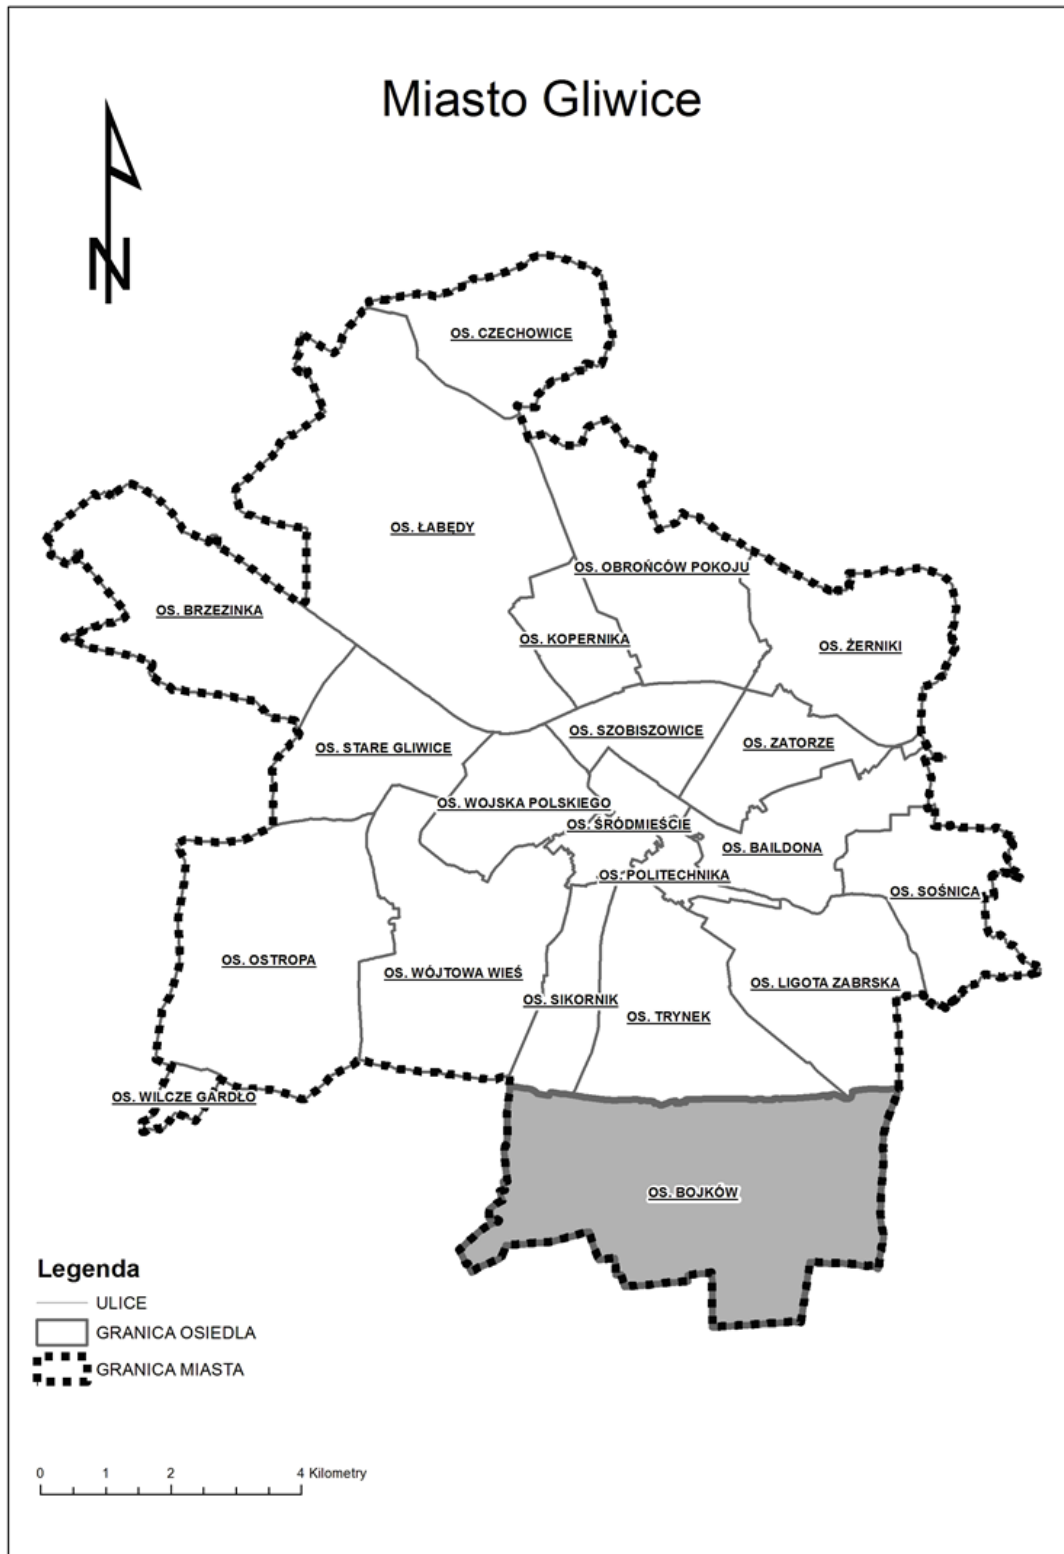 Miasto Gliwice
N
OS. CZECHOWICE
OS. ŁABĘDY
OS. OBROŃCÓW POKOJU
OS. BRZEZINKA
OS. KOPERNIKA
OS. ŻERNIKI
OS. SZOBISZOWICE
OS. STARE GLIWICE
OS. ZATORZE
OS. WOJSKA POLSKIEGO
OS. ŚRÓDMIEŚCIE
OS. BAILDONA
OS. POLITECHNIKA
OS. SOŚNICA
OS. OSTROPA
OS. WÓJTOWA WIEŚ
OS. LIGOTA ZABRSKA
OS. SIKORNIK
OS. TRYNEK
OS. WILCZE GARDŁO
OS. BOJKÓW
Legenda
ULICE
GRANICA OSIEDLA
GRANICA MIASTA
0 1 2 4 Kilometry